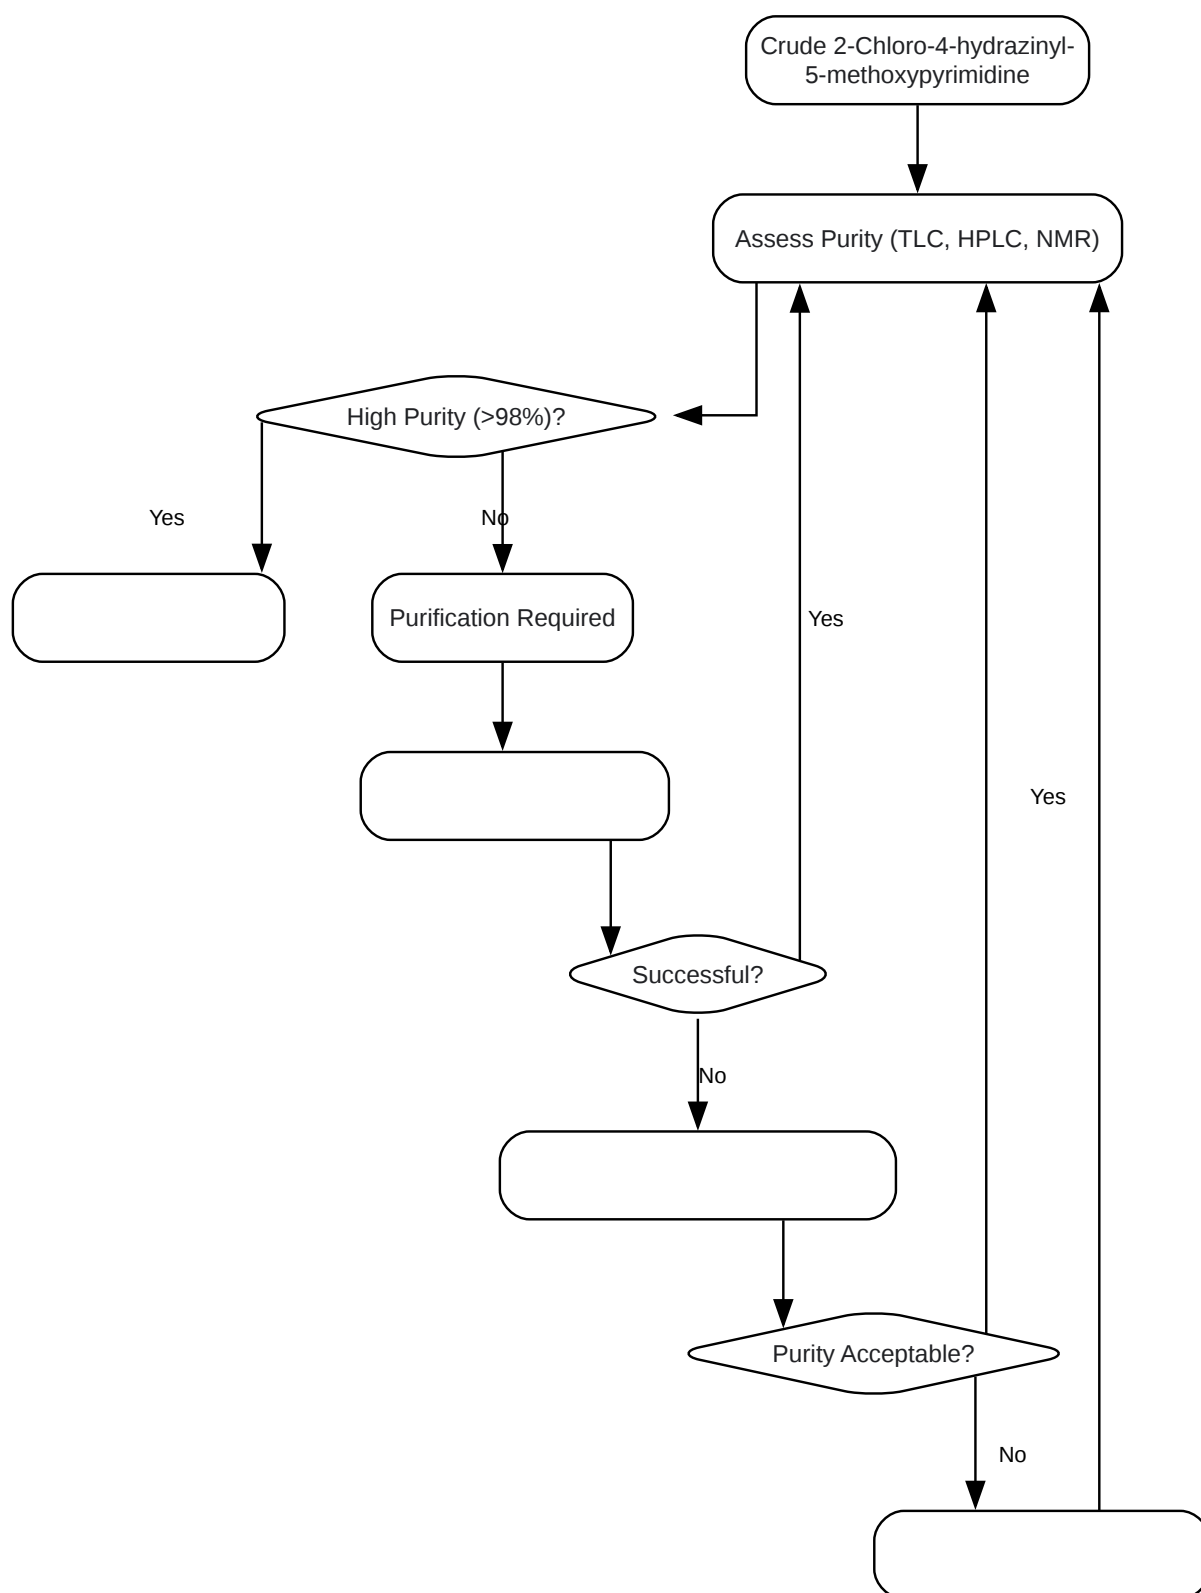 Crude 2-Chloro-4-hydrazinyl-
5-methoxypyrimidine
Assess Purity (TLC, HPLC, NMR)
High Purity (>98%)?
Yes
No
Purification Required
Yes
Yes
Successful?
No
Purity Acceptable?
No